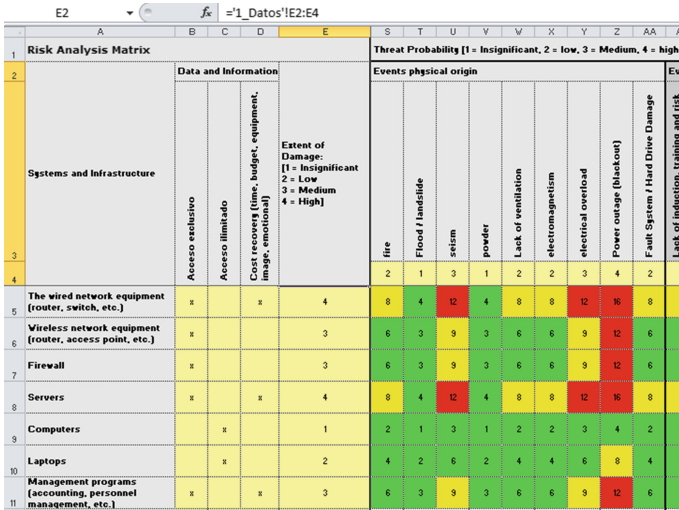 E2 fx ='1_Datos'!E2:E4
A B C D E S T U V W X Y Z AA
1 Risk Analysis Matrix Threat Probability [1 = Insignificant, 2 = low, 3 = Medium, 4 = high
2 Data and Information Events physical origin
3 Systems and Infrastructure
Acceso exclusivo
Acceso ilimitado
Cost recovery (time, budget, equipment,
image, emotional)
Extent of
Damage:
[1 = Insignificant
2 = Low
3 = Medium
4 = High]
fire
Flood / landslide
seism
powder
Lack of ventilation
electromagnetism
electrical overload
Power outage (blackout)
Fault System / Hard Drive Damage
Lack of induction, training and risk
4 2 1 3 1 2 2 3 4 2
The wired network equipment
5 (router, switch, etc.) x x 4 8 4 12 4 8 8 12 16 8
Wireless network equipment
6 (router, access point, etc.) x 3 6 3 9 3 6 6 9 12 6
7 Firewall x 3 6 3 9 3 6 6 9 12 6
8 Servers x x 4 8 4 12 4 8 8 12 16 8
9 Computers x 1 2 1 3 1 2 2 3 4 2
10 Laptops x 2 4 2 6 2 4 4 6 8 4
Management programs
(accounting, personnel
11 management, etc.) x x 3 6 3 9 3 6 6 9 12 6